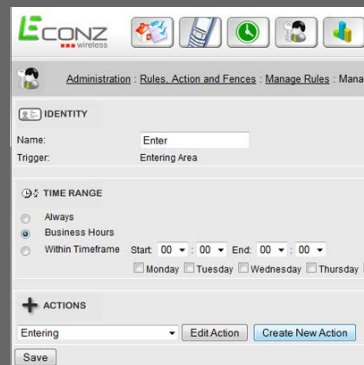 ECONZ
wireless
Administration : Rules, Action and Fences : Manage Rules : Mana
IDENTITY
Name: Enter
Trigger: Entering Area
TIME RANGE
Always
Business Hours
Within Timeframe Start: 00 : 00 End: 00 : 00
Monday Tuesday Wednesday Thursday
ACTIONS
Entering Edit Action Create New Action
Save